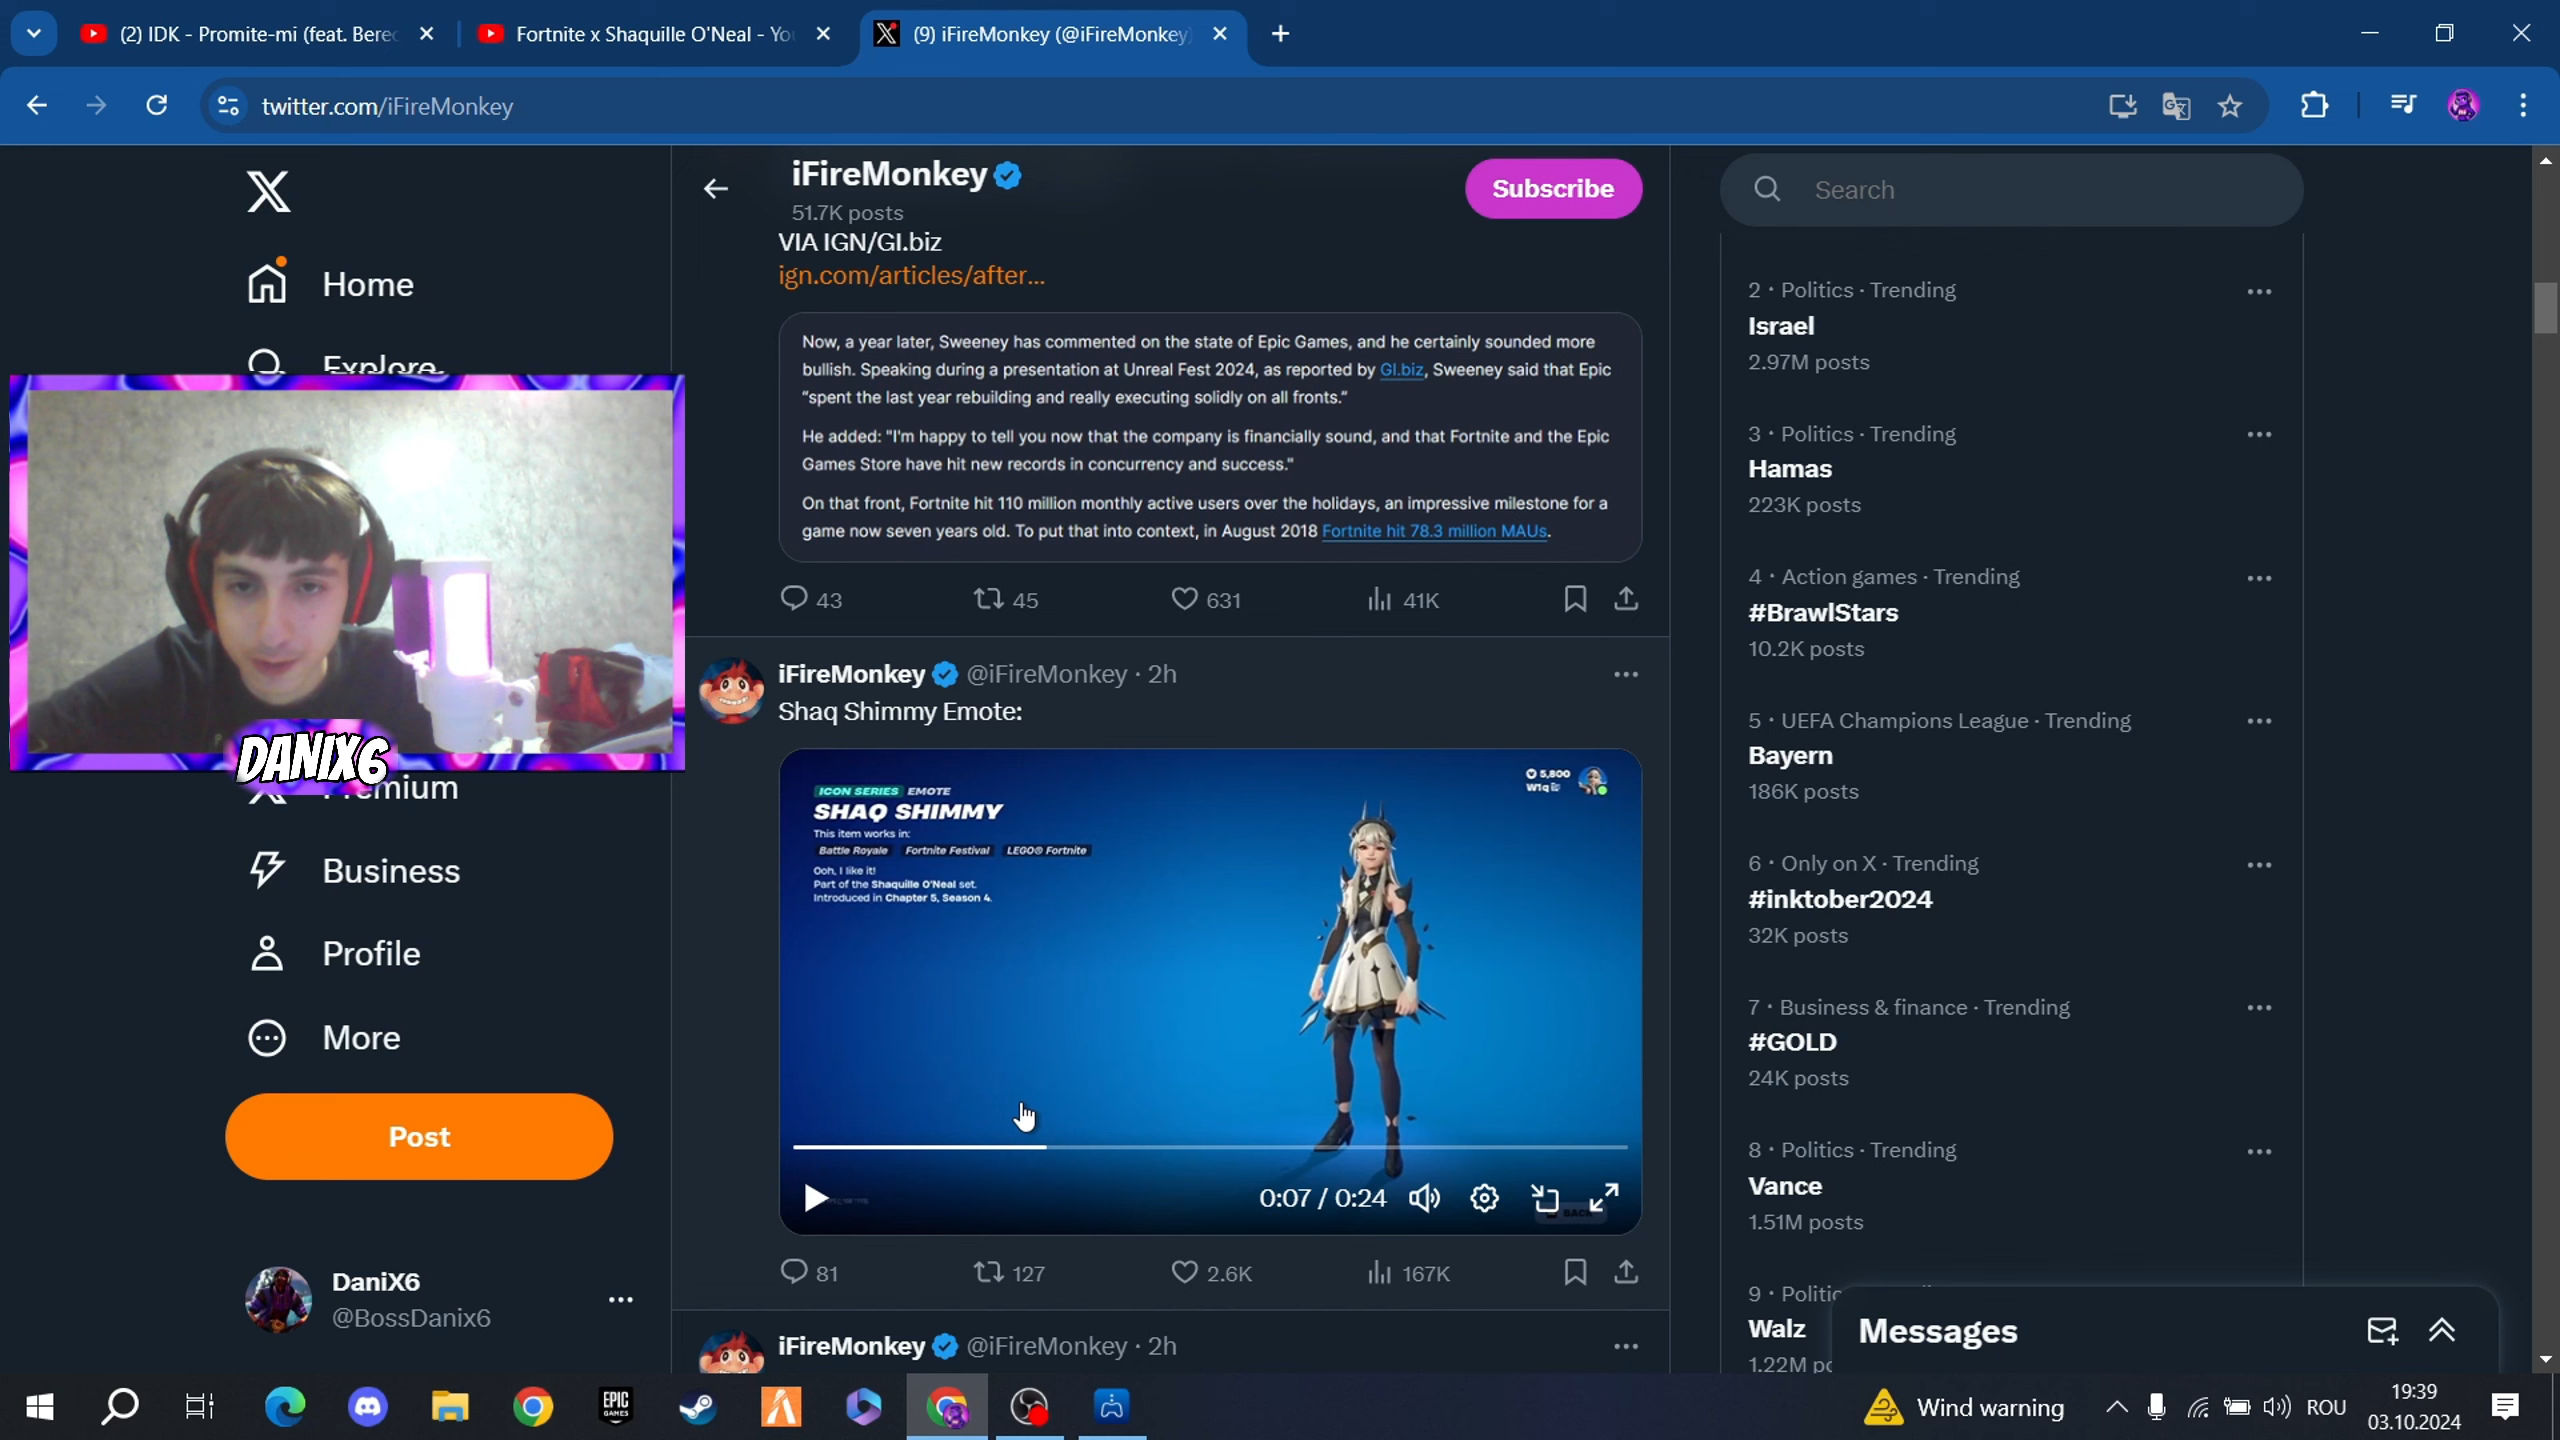 (2) IDK - Promite-mi (feat. Berec
Fortnite x Shaquille O'Neal - Yo
(9) iFireMonkey (@iFireMonkey)
twitter.com/iFireMonkey
Home
Explore
Premium
Business
Profile
More
Post
DaniX6
@BossDanix6
DANIX6
iFireMonkey
51.7K posts
Subscribe
VIA IGN/GI.biz
ign.com/articles/after...
Now, a year later, Sweeney has commented on the state of Epic Games, and he certainly sounded more
bullish. Speaking during a presentation at Unreal Fest 2024, as reported by GI.biz, Sweeney said that Epic
“spent the last year rebuilding and really executing solidly on all fronts.”
He added: "I'm happy to tell you now that the company is financially sound, and that Fortnite and the Epic
Games Store have hit new records in concurrency and success."
On that front, Fortnite hit 110 million monthly active users over the holidays, an impressive milestone for a
game now seven years old. To put that into context, in August 2018 Fortnite hit 78.3 million MAUs.
43 45 631 41K
iFireMonkey @iFireMonkey · 2h
Shaq Shimmy Emote:
ICON SERIES EMOTE
SHAQ SHIMMY
This item works in:
Battle Royale Fortnite Festival LEGO® Fortnite
Ooh, I like it!
Part of the Shaquille O'Neal set.
Introduced in Chapter 5, Season 4.
5,800
0:07 / 0:24
BACK
81 127 2.6K 167K
iFireMonkey @iFireMonkey · 2h
Search
2 · Politics · Trending
Israel
2.97M posts
3 · Politics · Trending
Hamas
223K posts
4 · Action games · Trending
#BrawlStars
10.2K posts
5 · UEFA Champions League · Trending
Bayern
186K posts
6 · Only on X · Trending
#inktober2024
32K posts
7 · Business & finance · Trending
#GOLD
24K posts
8 · Politics · Trending
Vance
1.51M posts
9 · Politic
Walz
1.22M po
Messages
EPIC GAMES
Wind warning
ROU
19:39
03.10.2024